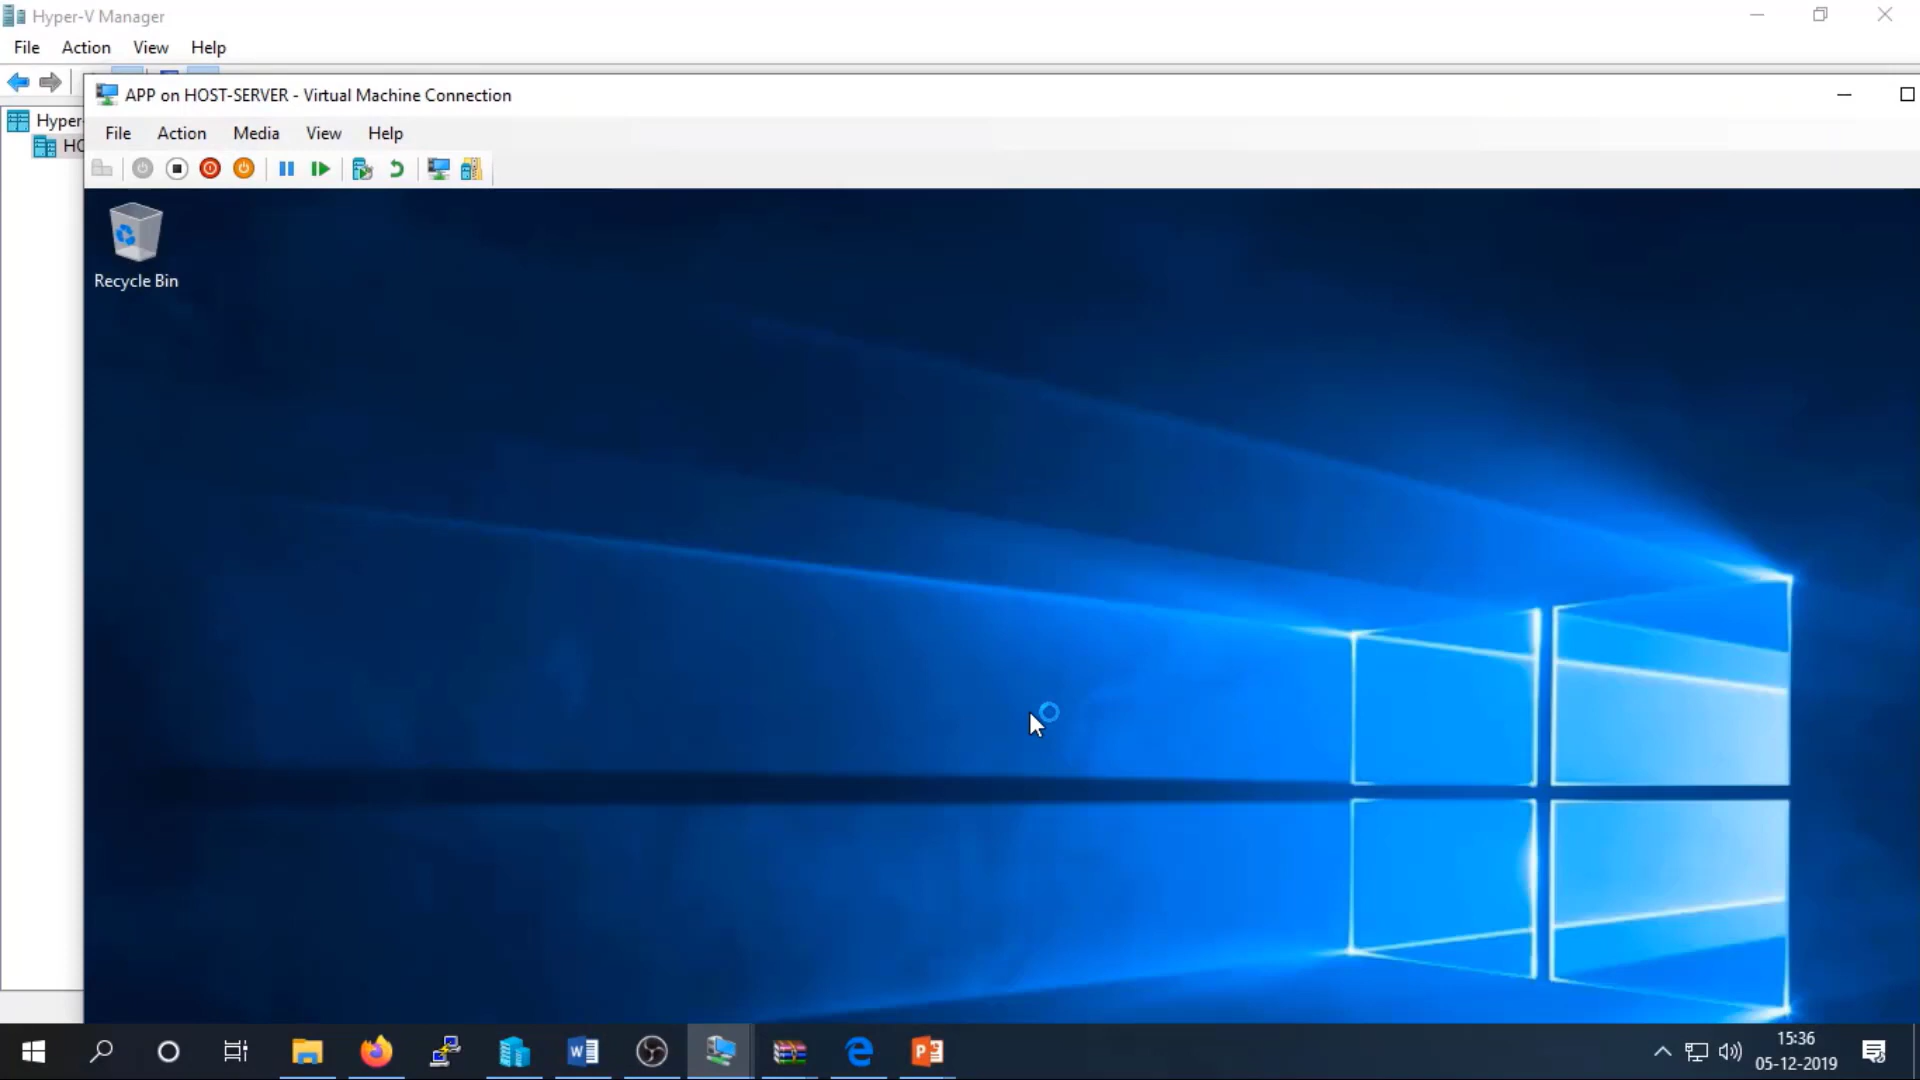 Hyper-V Manager
File Action View Help
APP on HOST-SERVER - Virtual Machine Connection
Hyper-
File Action Media View Help
HO
Recycle Bin
15:36
05-12-2019